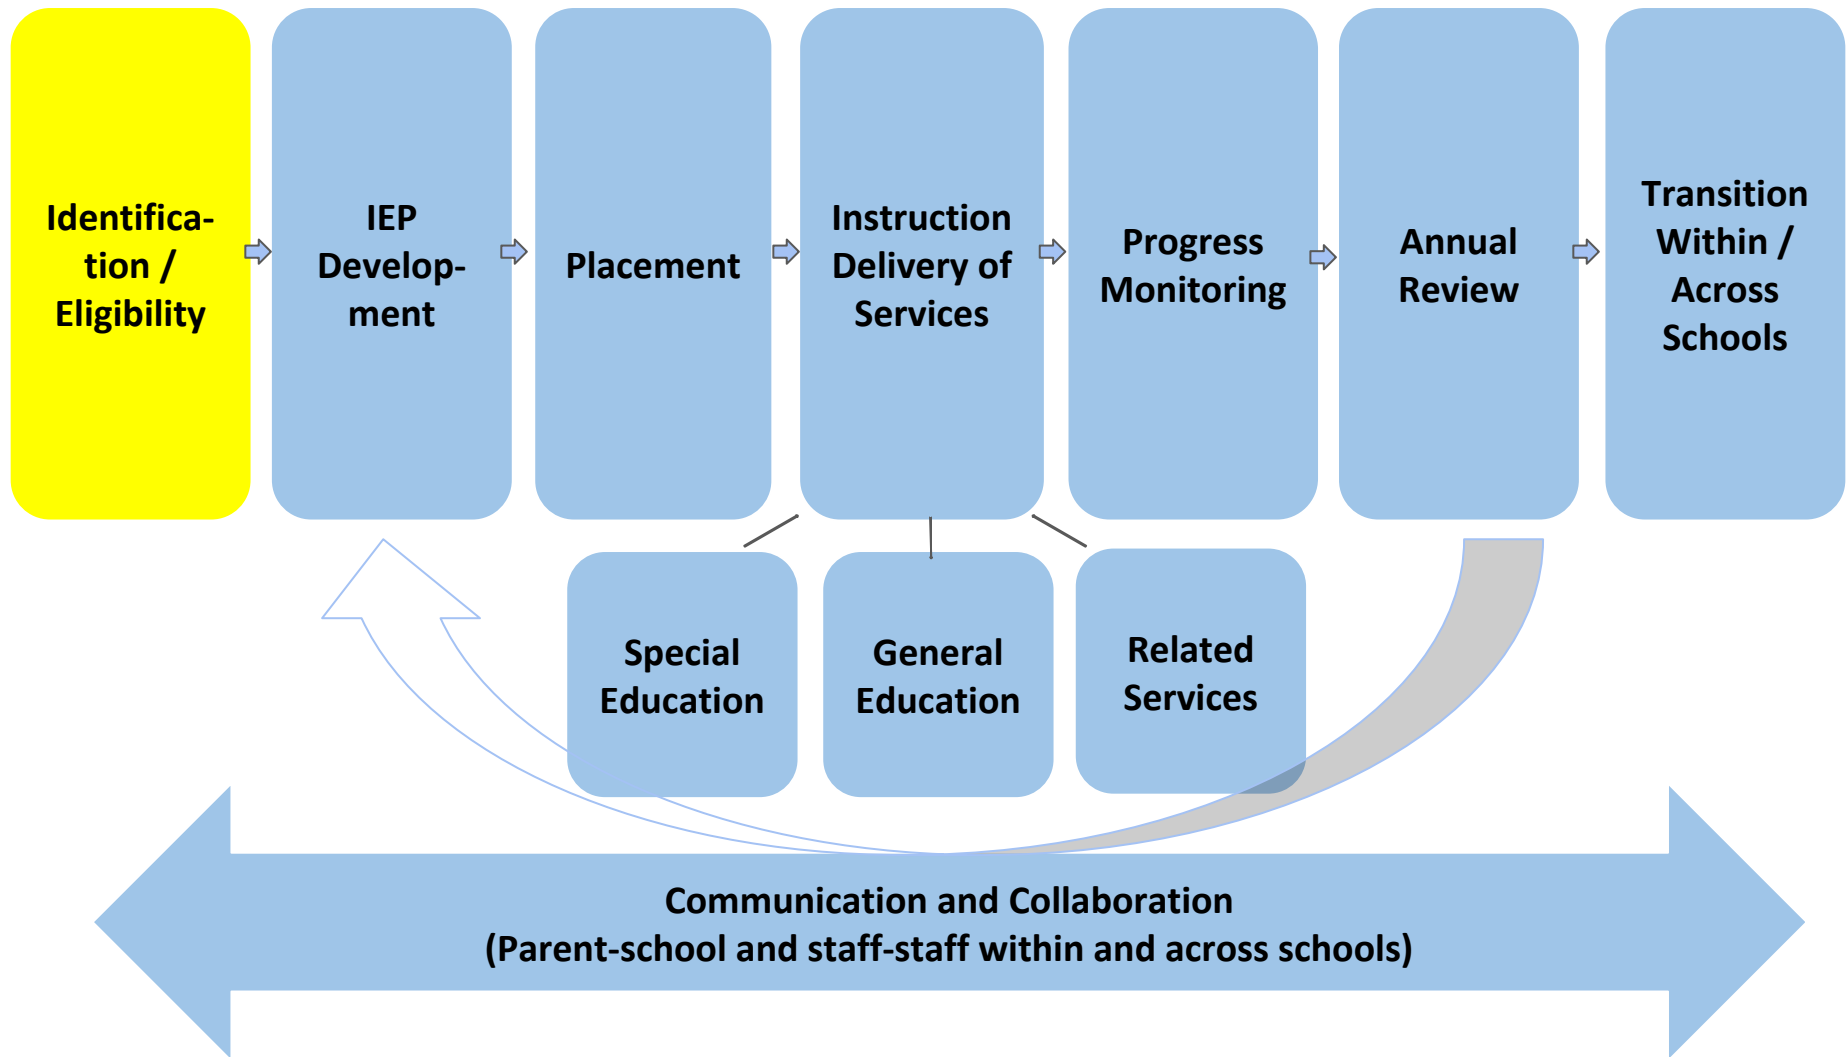 Identifica-
tion /
Eligibility
IEP
Develop-
ment
Placement
Instruction
Delivery of
Services
Progress
Monitoring
Annual
Review
Transition
Within /
Across
Schools
Special
Education
General
Education
Related
Services
Communication and Collaboration
(Parent-school and staff-staff within and across schools)